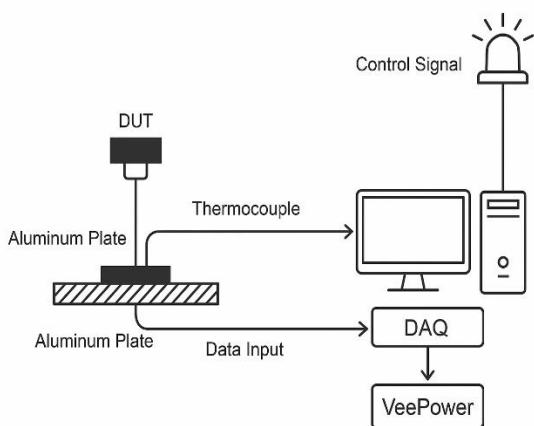 Control Signal
DUT
Thermocouple
Aluminum Plate
Aluminum Plate
Data Input
DAQ
VeePower